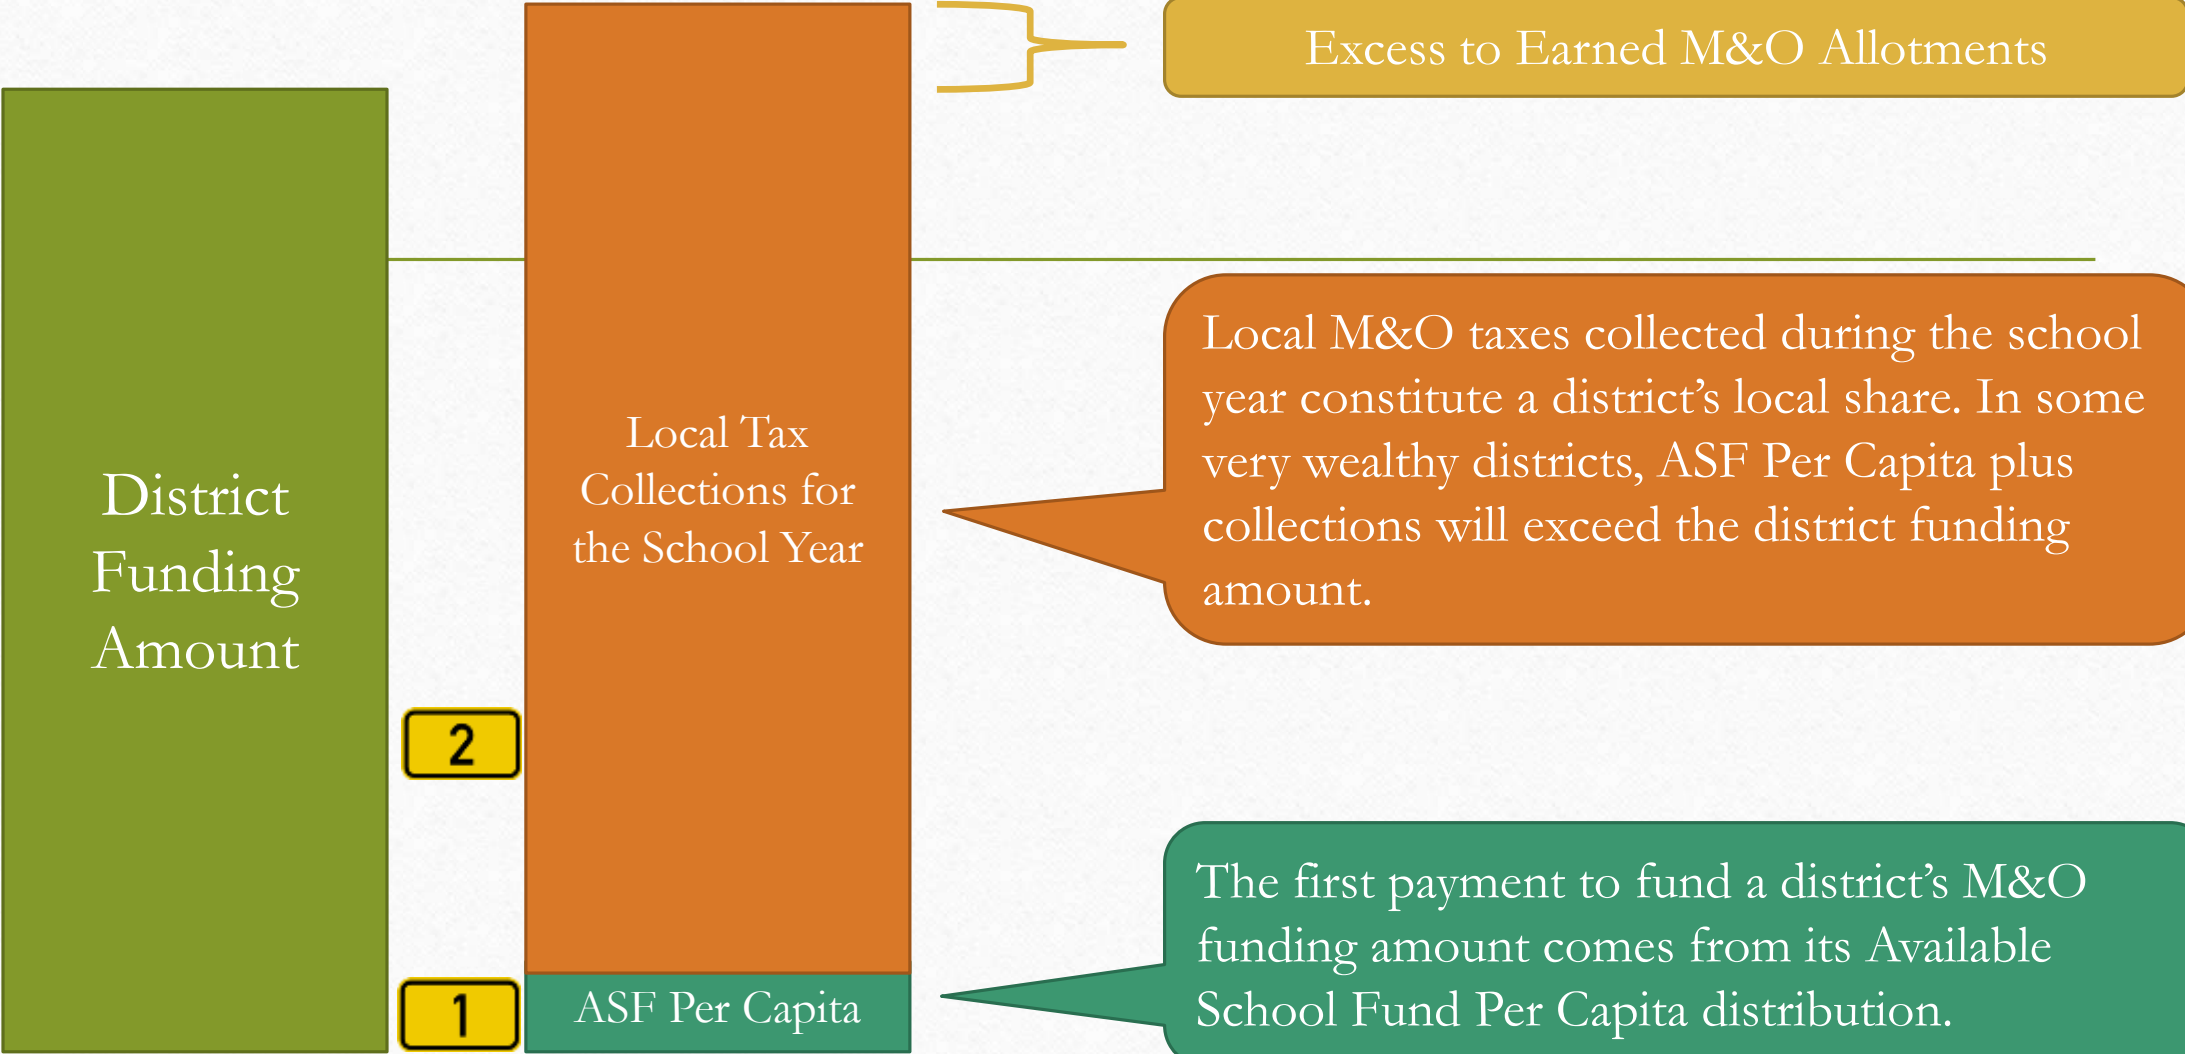 Excess to Earned M&O Allotments
District
Funding
Amount
Local Tax
Collections for
the School Year
Local M&O taxes collected during the school
year constitute a district’s local share. In some
very wealthy districts, ASF Per Capita plus
collections will exceed the district funding
amount.
2
1
ASF Per Capita
The first payment to fund a district’s M&O
funding amount comes from its Available
School Fund Per Capita distribution.